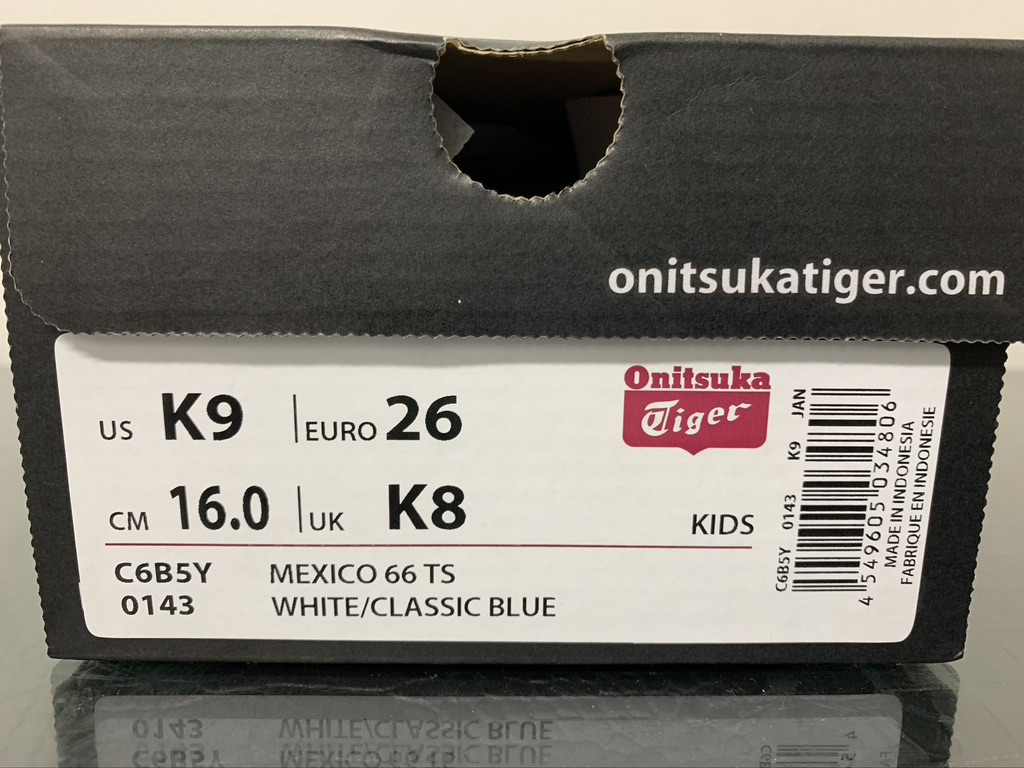 onitsukatiger.com
US K9 | EURO 26
CM 16.0 | UK K8
KIDS
C6B5Y MEXICO 66 TS
0143 WHITE/CLASSIC BLUE
Onitsuka
Tiger
C6B5Y 0143 K9 JAN
4 549605 034806
MADE IN INDONESIA
FABRIQUE EN INDONESIE